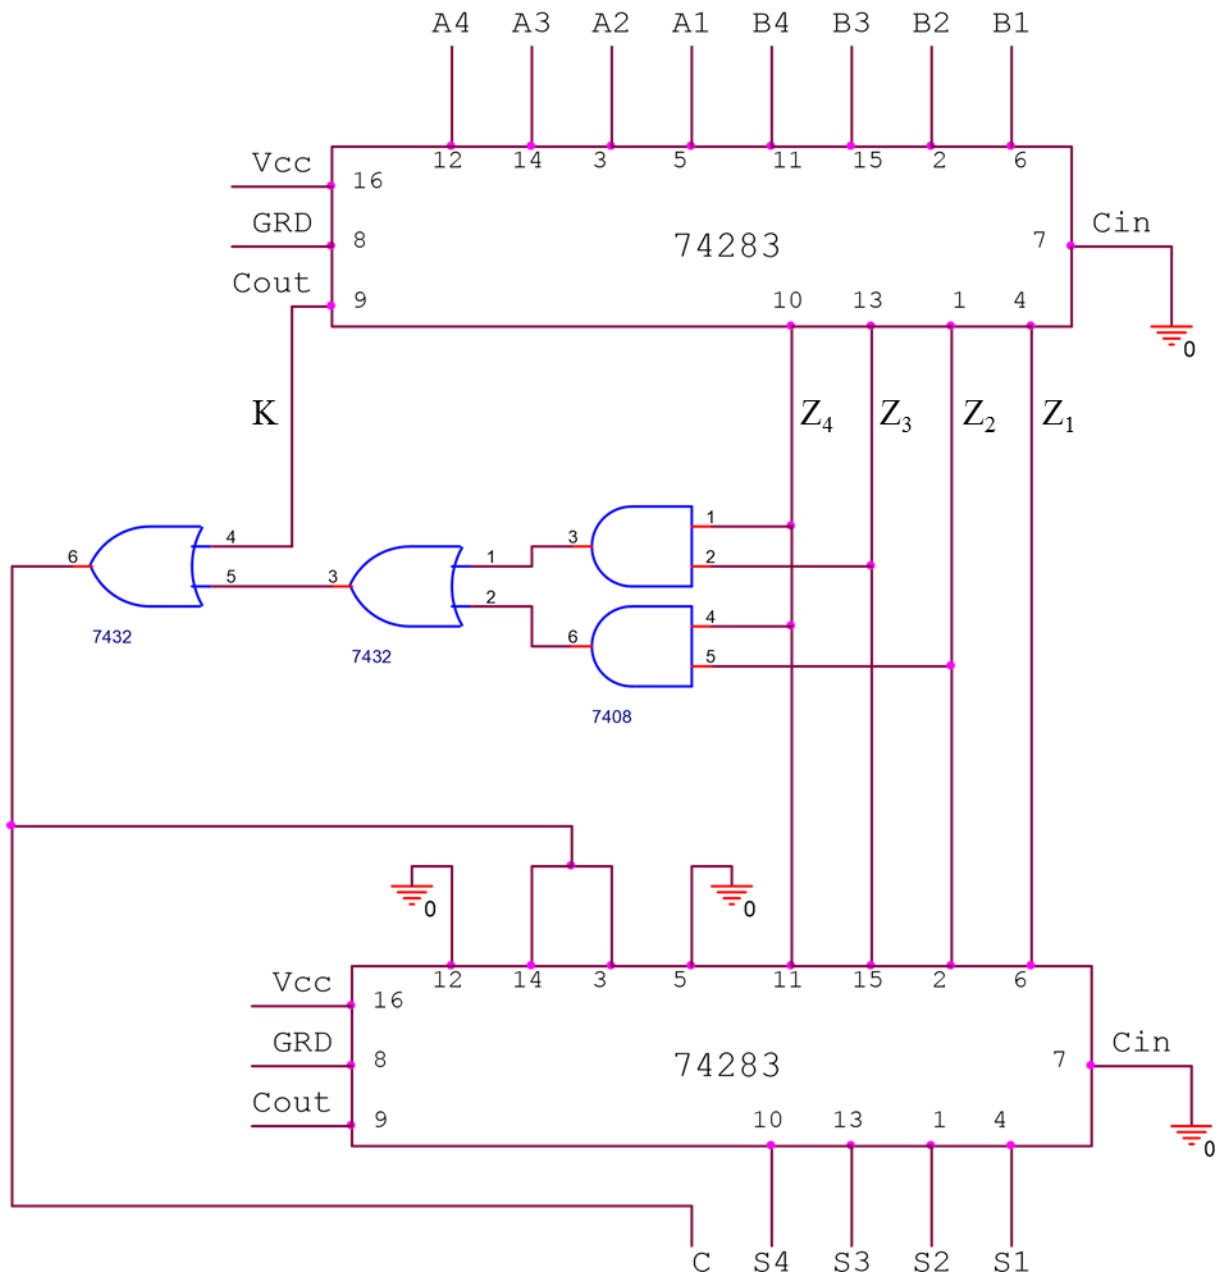 A4 A3 A2 A1 B4 B3 B2 B1
12 14 3 5 11 15 2 6
Vcc 16
GRD 8 74283 7 Cin
Cout 9 10 13 1 4
0
K Z4 Z3 Z2 Z1
1
4 3 2
6 1
5 3 2 4
6 5
7432 7432
7408
0 0
12 14 3 5 11 15 2 6
Vcc 16
GRD 8 74283 7 Cin
Cout 9 10 13 1 4
0
C S4 S3 S2 S1